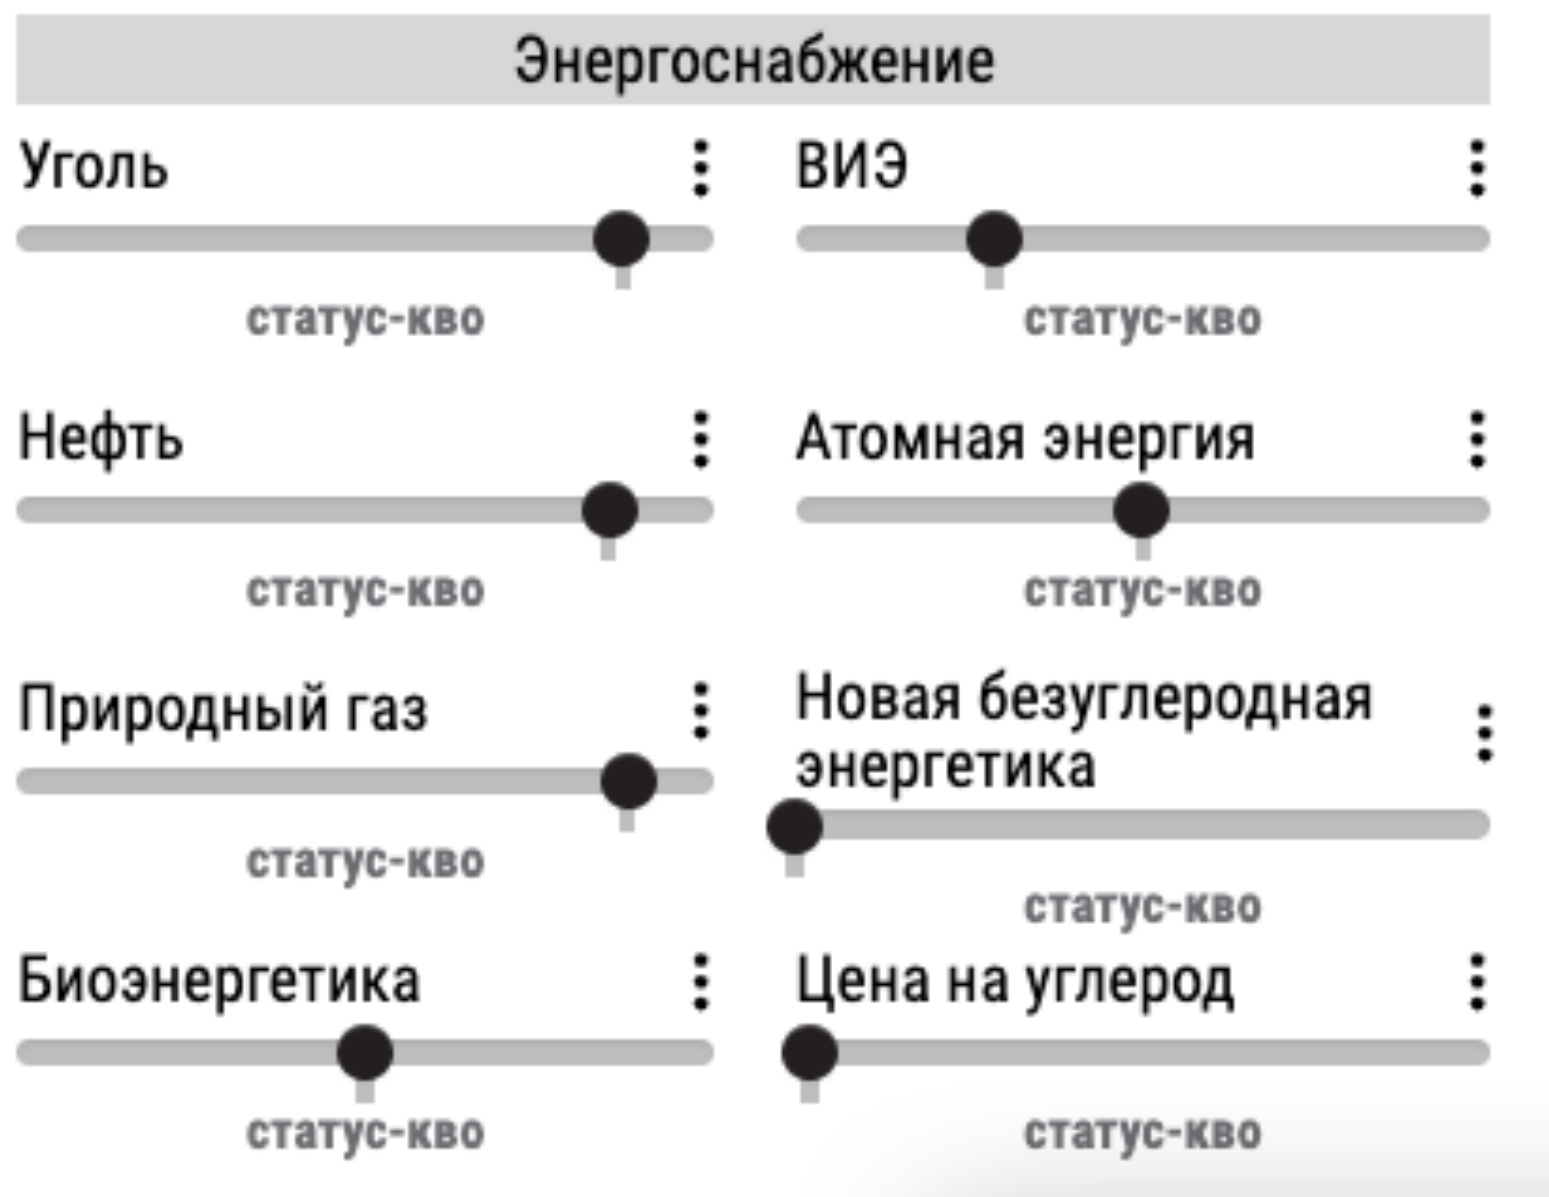 Энергоснабжение
Уголь
статус-кво
ВИЭ
статус-кво
Нефть
статус-кво
Атомная энергия
статус-кво
Природный газ
статус-кво
Новая безуглеродная
энергетика
статус-кво
Биоэнергетика
статус-кво
Цена на углерод
статус-кво